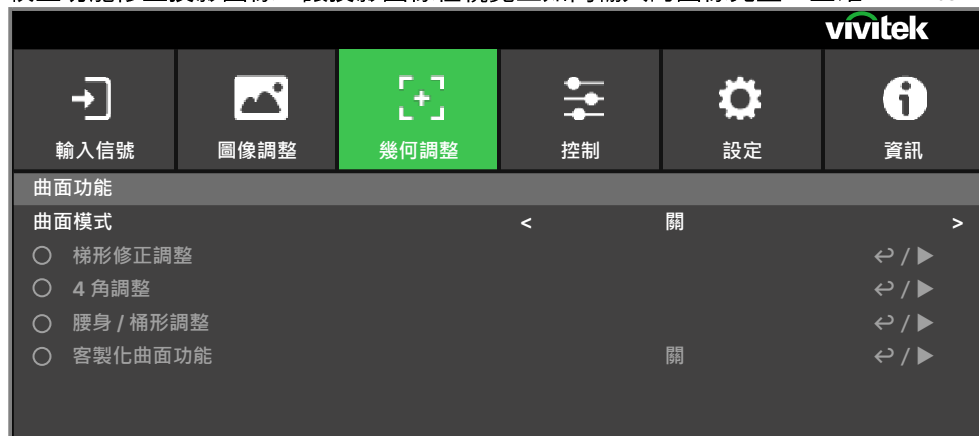 vivitek
輸入信號 圖像調整 幾何調整 控制 設定 資訊
曲面功能
曲面模式 < 關 >
梯形修正調整 /
4 角調整 /
腰身 / 桶形調整 /
客製化曲面功能 關 /